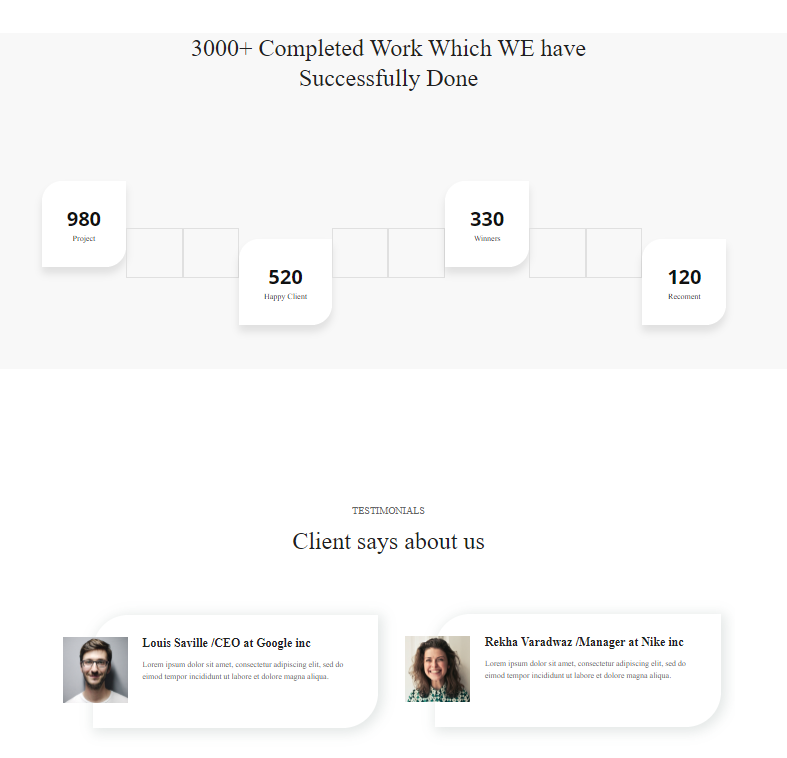 3000+ Completed Work Which WE have
Successfully Done
980
Project
520
Happy Client
330
Winners
120
Recoment
TESTIMONIALS
Client says about us
Louis Saville /CEO at Google inc
Lorem ipsum dolor sit amet, consectetur adipiscing elit, sed do
eimod tempor incididunt ut labore et dolore magna aliqua.
Rekha Varadwaz /Manager at Nike inc
Lorem ipsum dolor sit amet, consectetur adipiscing elit, sed do
eimod tempor incididunt ut labore et dolore magna aliqua.